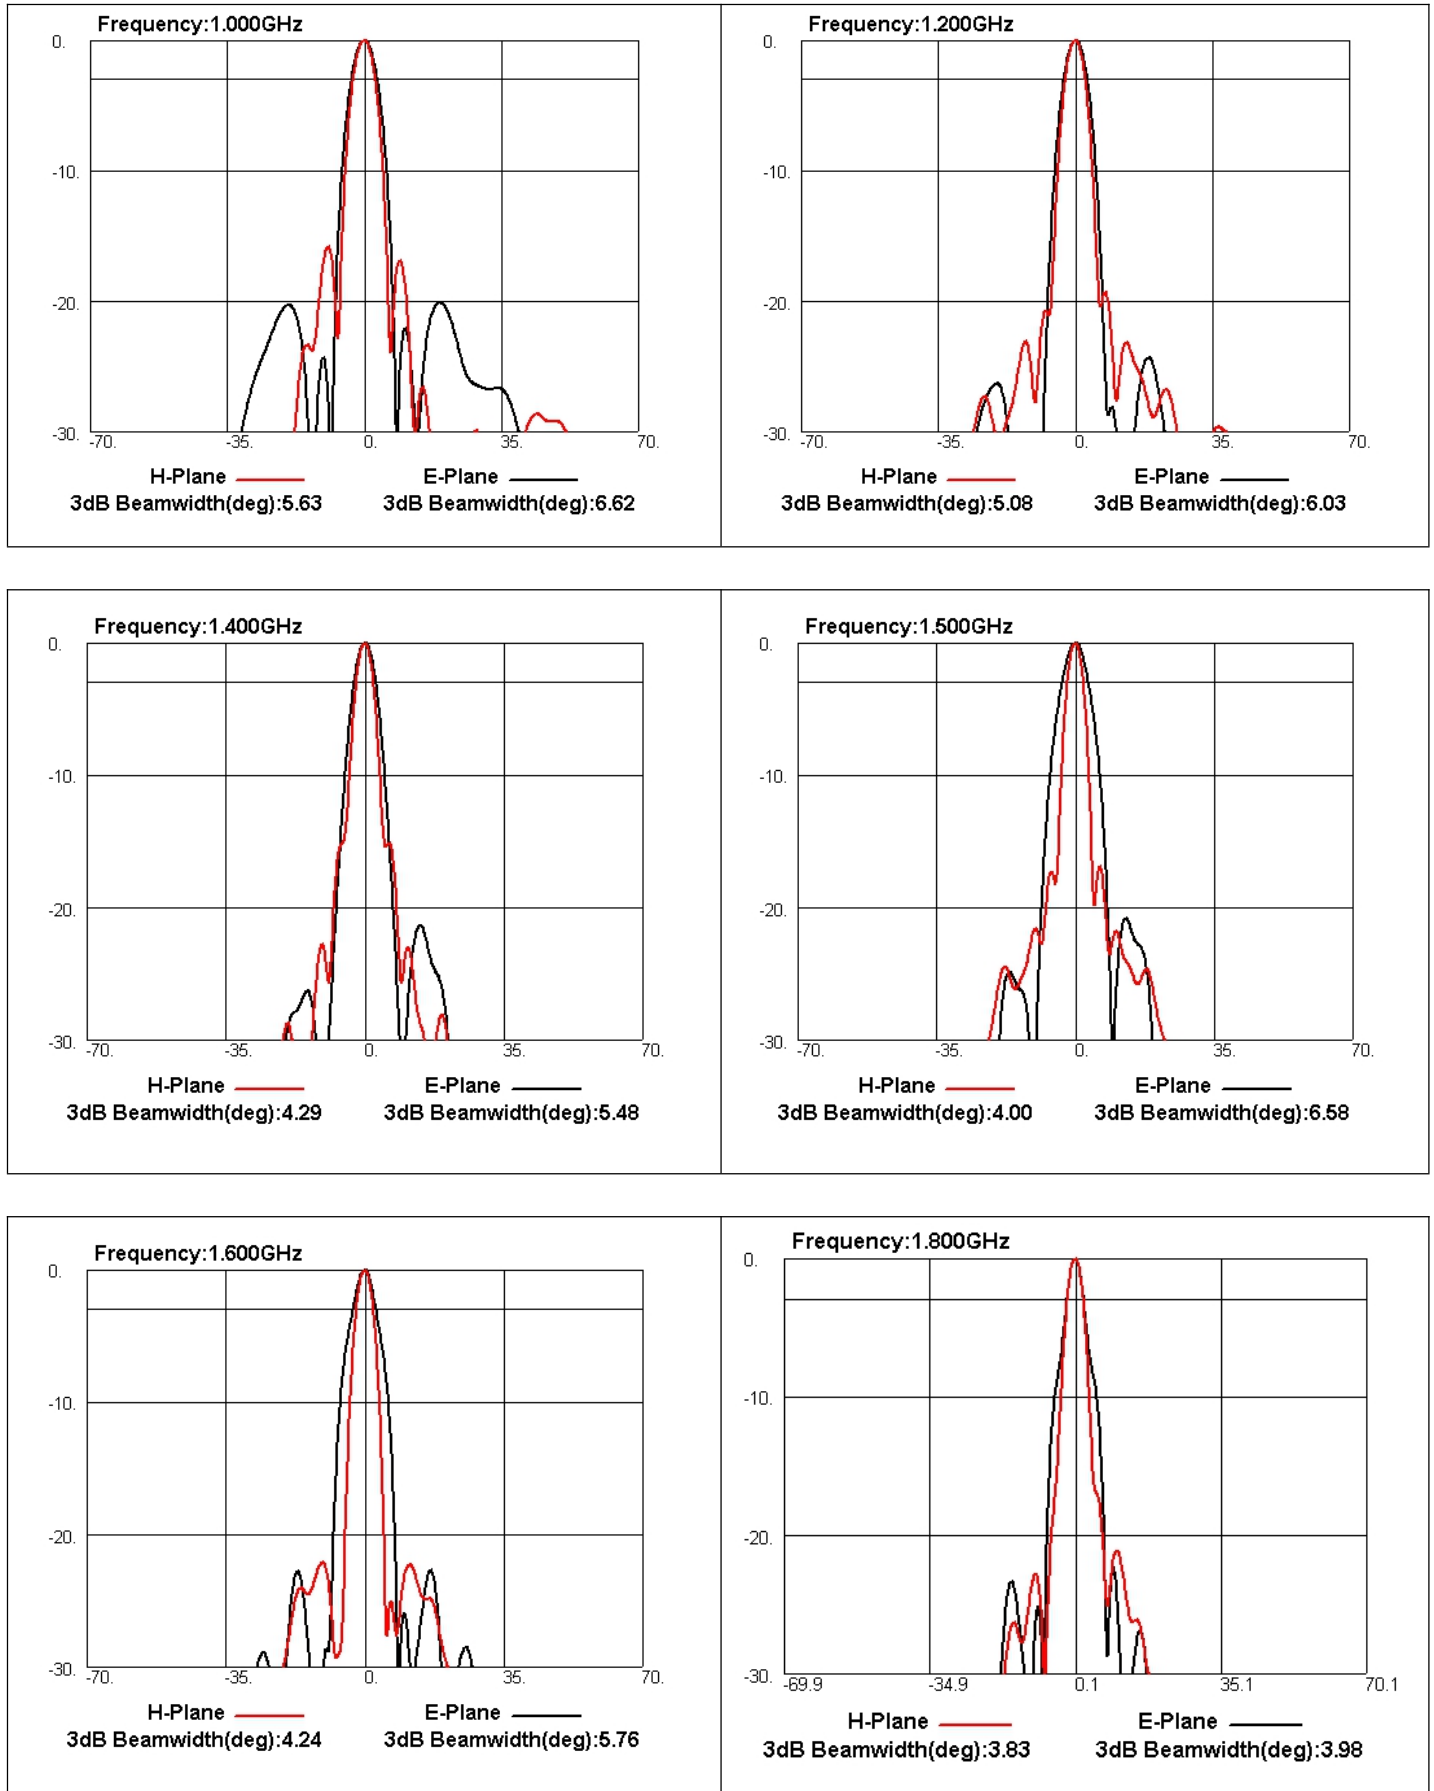 Frequency:1.000GHz
0.
-10.
-20.
-30.
-70.
-35.
0.
35.
70.
H-Plane
E-Plane
3dB Beamwidth(deg):5.63
3dB Beamwidth(deg):6.62
Frequency:1.200GHz
0.
-10.
-20.
-30.
-70.
-35.
0.
35.
70.
H-Plane
E-Plane
3dB Beamwidth(deg):5.08
3dB Beamwidth(deg):6.03
Frequency:1.400GHz
0.
-10.
-20.
-30.
-70.
-35.
0.
35.
70.
H-Plane
E-Plane
3dB Beamwidth(deg):4.29
3dB Beamwidth(deg):5.48
Frequency:1.500GHz
0.
-10.
-20.
-30.
-70.
-35.
0.
35.
70.
H-Plane
E-Plane
3dB Beamwidth(deg):4.00
3dB Beamwidth(deg):6.58
Frequency:1.600GHz
0.
-10.
-20.
-30.
-70.
-35.
0.
35.
70.
H-Plane
E-Plane
3dB Beamwidth(deg):4.24
3dB Beamwidth(deg):5.76
Frequency:1.800GHz
0.
-10.
-20.
-30.
-69.9
-34.9
0.1
35.1
70.1
H-Plane
E-Plane
3dB Beamwidth(deg):3.83
3dB Beamwidth(deg):3.98